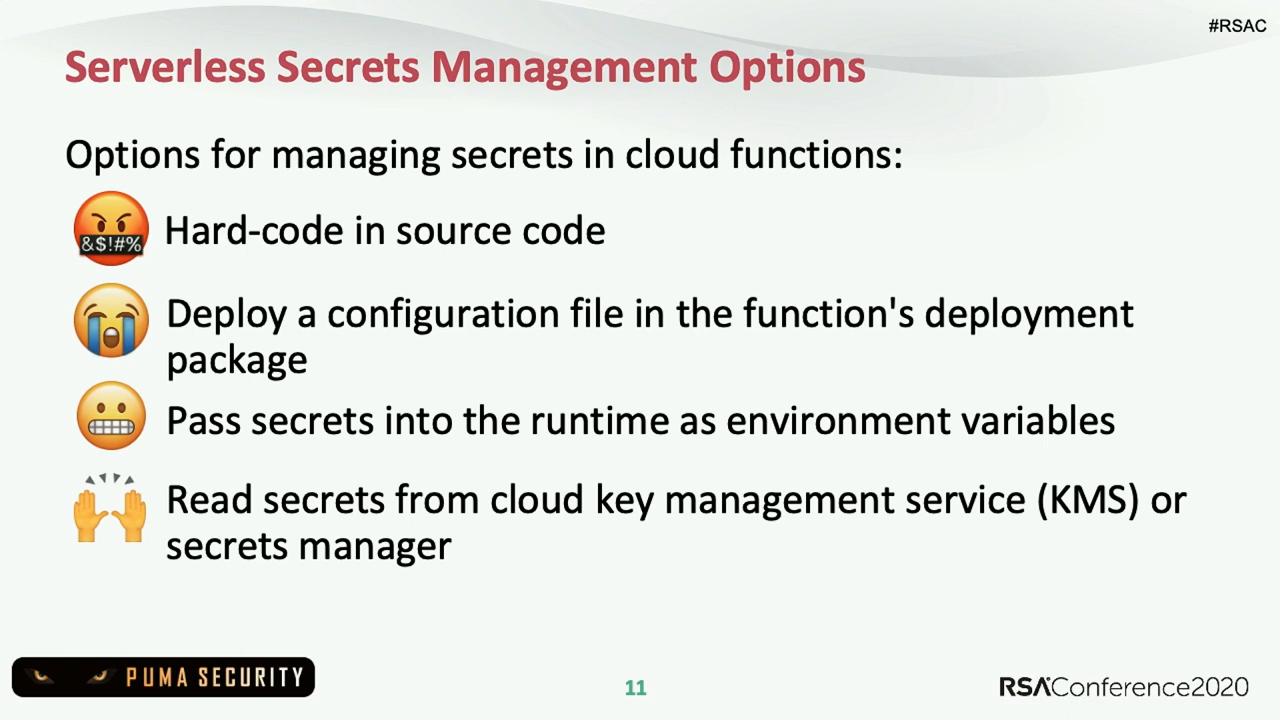 #RSAC
Serverless Secrets Management Options
Options for managing secrets in cloud functions:
&$!#%
Hard-code in source code
Deploy a configuration file in the function's deployment
package
Pass secrets into the runtime as environment variables
Read secrets from cloud key management service (KMS) or
secrets manager
PUMA SECURITY
11
RSAConference2020